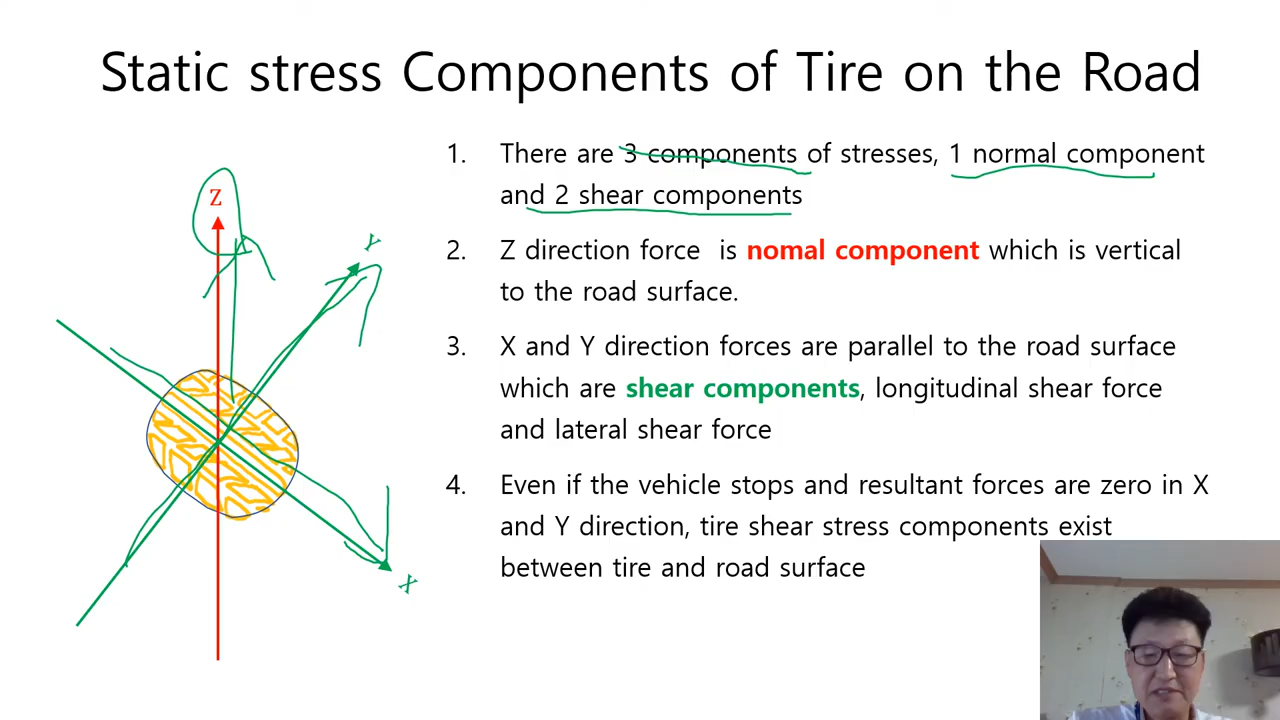 Static stress Components of Tire on the Road
1. There are 3 components of stresses, 1 normal component
and 2 shear components
2. Z direction force is nomal component which is vertical
to the road surface.
3. X and Y direction forces are parallel to the road surface
which are shear components, longitudinal shear force
and lateral shear force
4. Even if the vehicle stops and resultant forces are zero in X
and Y direction, tire shear stress components exist
between tire and road surface
Z
Y
X